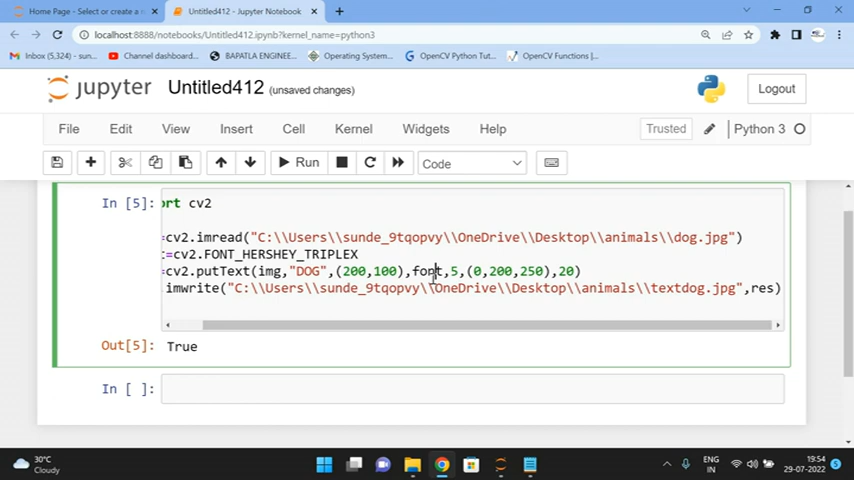 Home Page - Select or create a n
Untitled412 - Jupyter Notebook
localhost:8888/notebooks/Untitled412.ipynb?kernel_name=python3
Inbox (5,324) - sun
Channel dashboard...
BAPATLA ENGINEE...
Operating System...
OpenCV Python Tut...
OpenCV Functions J...
jupyter Untitled412 (unsaved changes)
Logout
File Edit View Insert Cell Kernel Widgets Help
Trusted
Python 3
Run
Code
In [5]:
ort cv2
=cv2.imread("C:\\Users\\sunde_9tqopvy\\OneDrive\\Desktop\\animals\\dog.jpg")
=cv2.FONT_HERSHEY_TRIPLEX
=cv2.putText(img,"DOG",(200,100),font,5,(0,200,250),20)
imwrite("C:\\Users\\sunde_9tqopvy\\OneDrive\\Desktop\\animals\\textdog.jpg",res)
Out[5]: True
In [ ]:
30°C
Cloudy
ENG
IN
19:54
29-07-2022